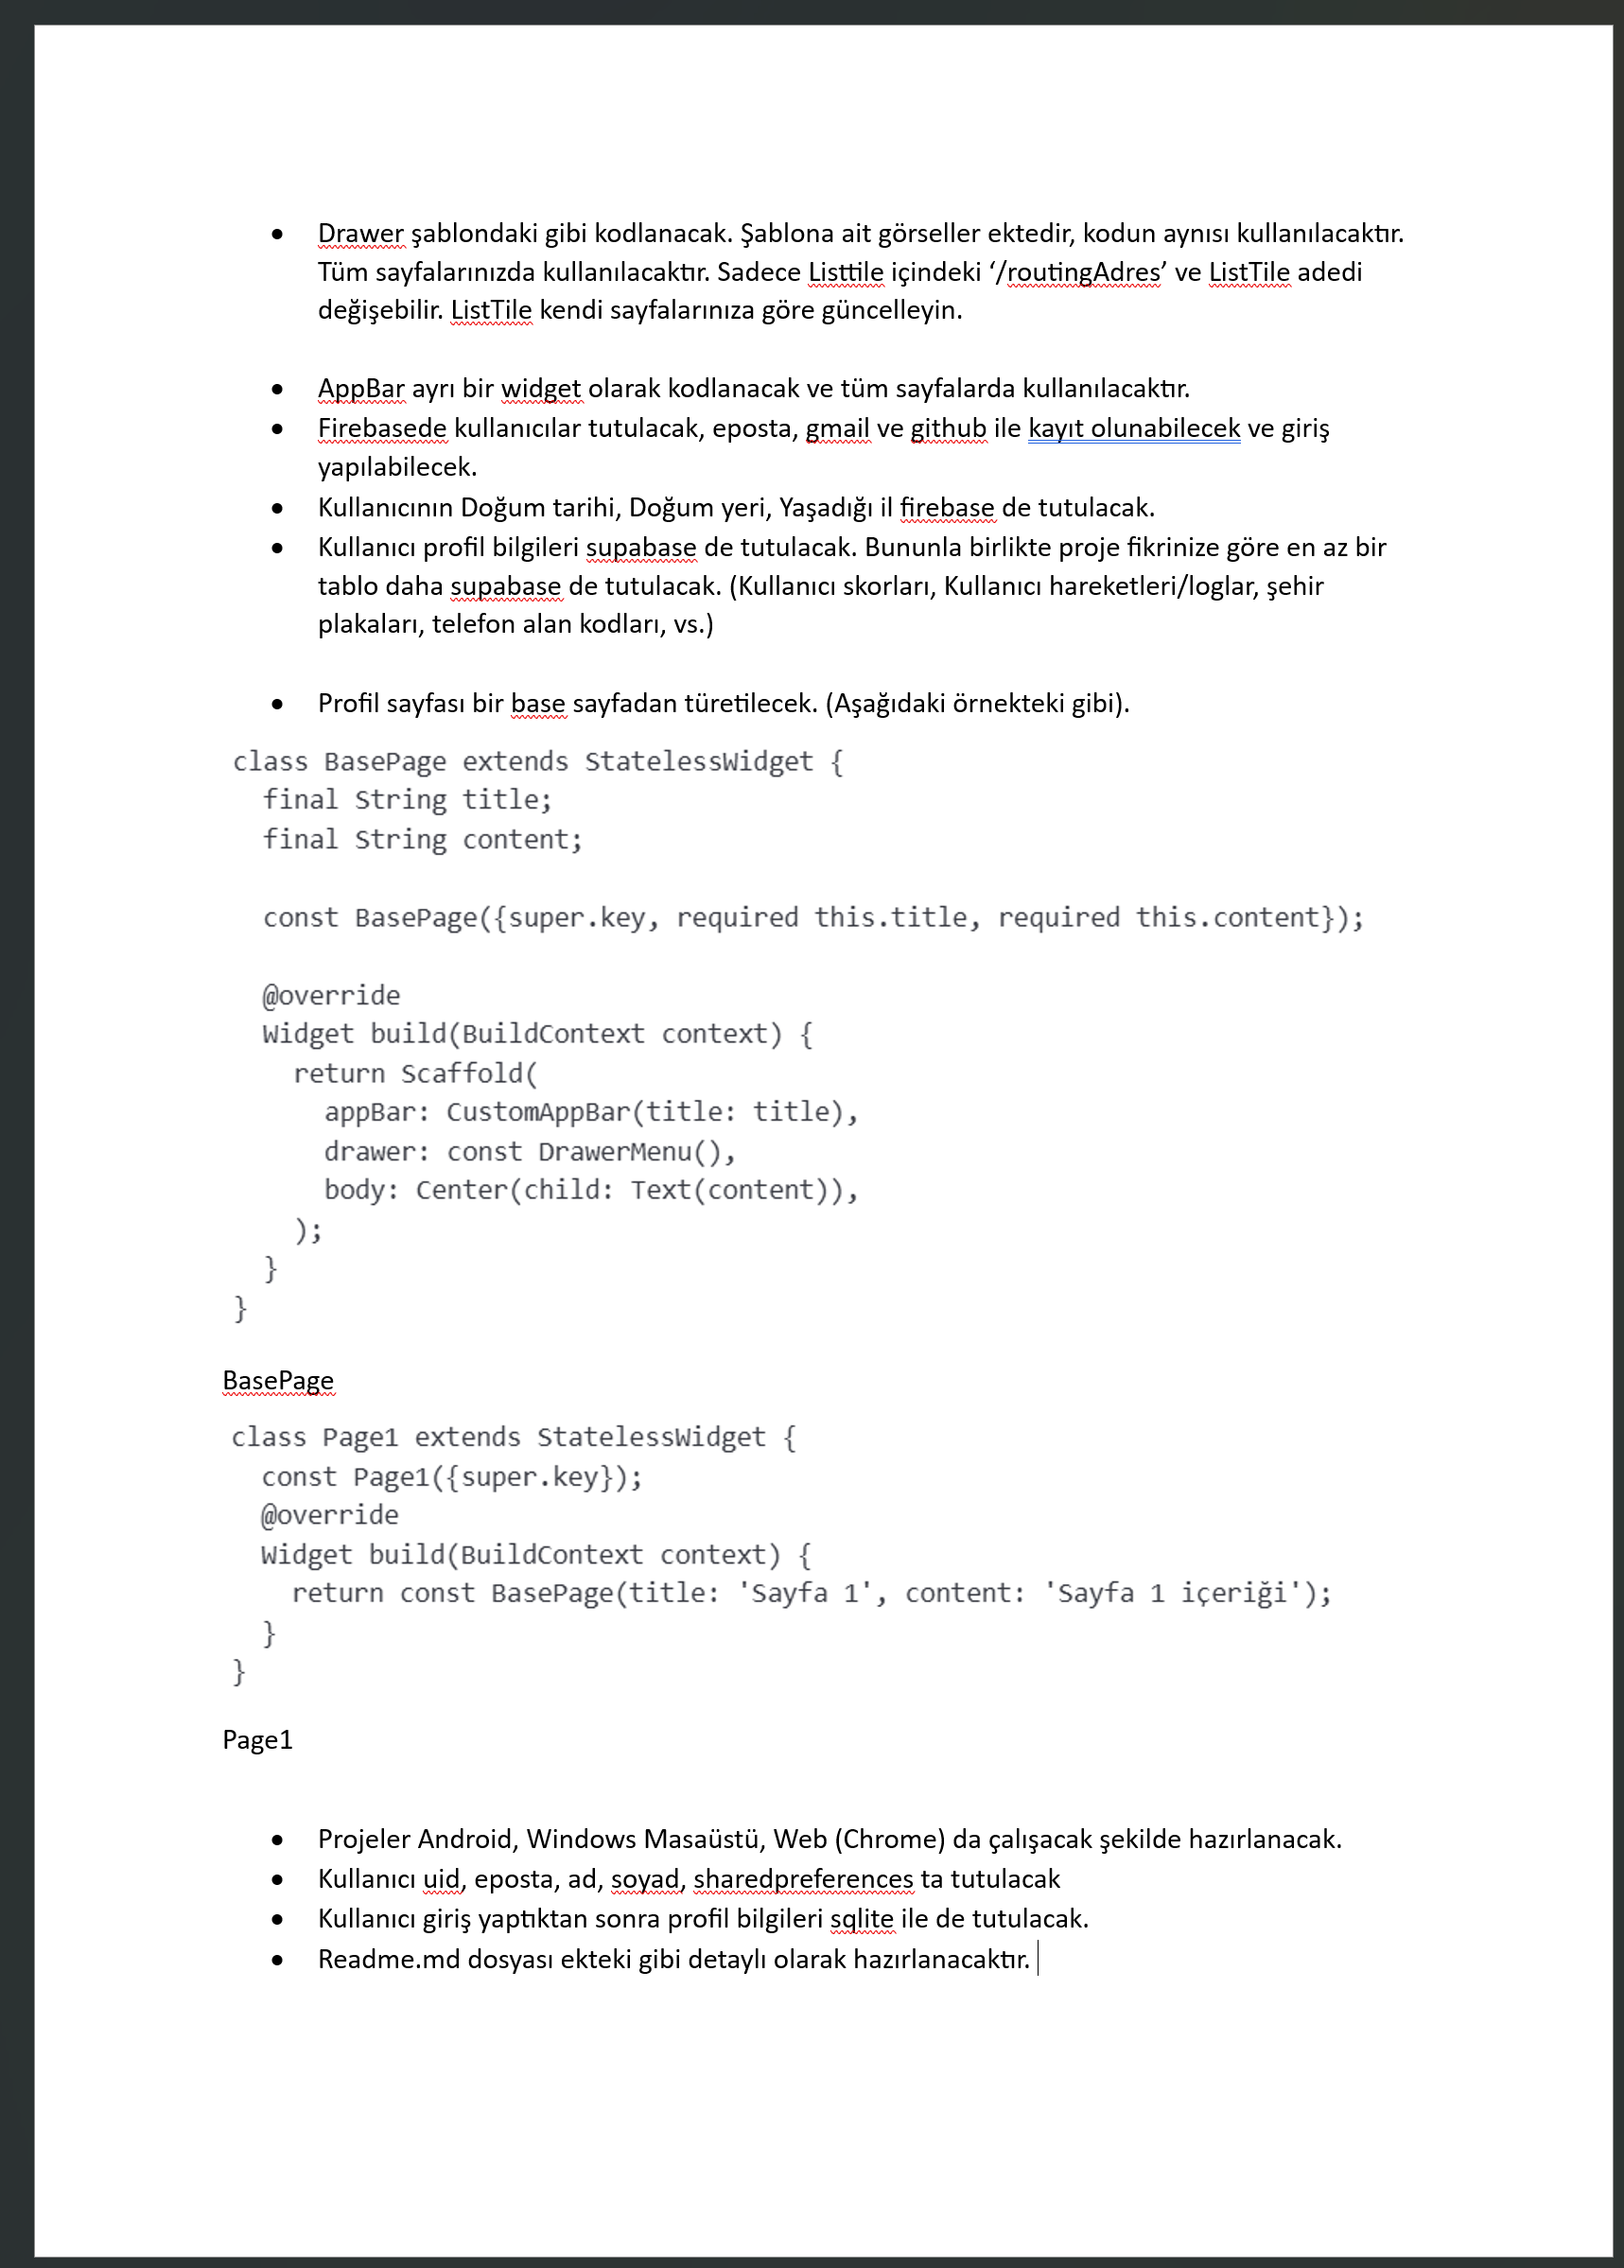 • Drawer şablondaki gibi kodlanacak. Şablona ait görseller ektedir, kodun aynısı kullanılacaktır.
Tüm sayfalarınızda kullanılacaktır. Sadece Listtile içindeki ‘/routingAdres’ ve ListTile adedi
değişebilir. ListTile kendi sayfalarınıza göre güncelleyin.
• AppBar ayrı bir widget olarak kodlanacak ve tüm sayfalarda kullanılacaktır.
• Firebasede kullanıcılar tutulacak, eposta, gmail ve github ile kayıt olunabilecek ve giriş
yapılabilecek.
• Kullanıcının Doğum tarihi, Doğum yeri, Yaşadığı il firebase de tutulacak.
• Kullanıcı profil bilgileri supabase de tutulacak. Bununla birlikte proje fikrinize göre en az bir
tablo daha supabase de tutulacak. (Kullanıcı skorları, Kullanıcı hareketleri/loglar, şehir
plakaları, telefon alan kodları, vs.)
• Profil sayfası bir base sayfadan türetilecek. (Aşağıdaki örnekteki gibi).
class BasePage extends StatelessWidget {
  final String title;
  final String content;

  const BasePage({super.key, required this.title, required this.content});

  @override
  Widget build(BuildContext context) {
    return Scaffold(
      appBar: CustomAppBar(title: title),
      drawer: const DrawerMenu(),
      body: Center(child: Text(content)),
    );
  }
}
BasePage
class Page1 extends StatelessWidget {
  const Page1({super.key});
  @override
  Widget build(BuildContext context) {
    return const BasePage(title: 'Sayfa 1', content: 'Sayfa 1 içeriği');
  }
}
Page1
• Projeler Android, Windows Masaüstü, Web (Chrome) da çalışacak şekilde hazırlanacak.
• Kullanıcı uid, eposta, ad, soyad, sharedpreferences ta tutulacak
• Kullanıcı giriş yaptıktan sonra profil bilgileri sqlite ile de tutulacak.
• Readme.md dosyası ekteki gibi detaylı olarak hazırlanacaktır.